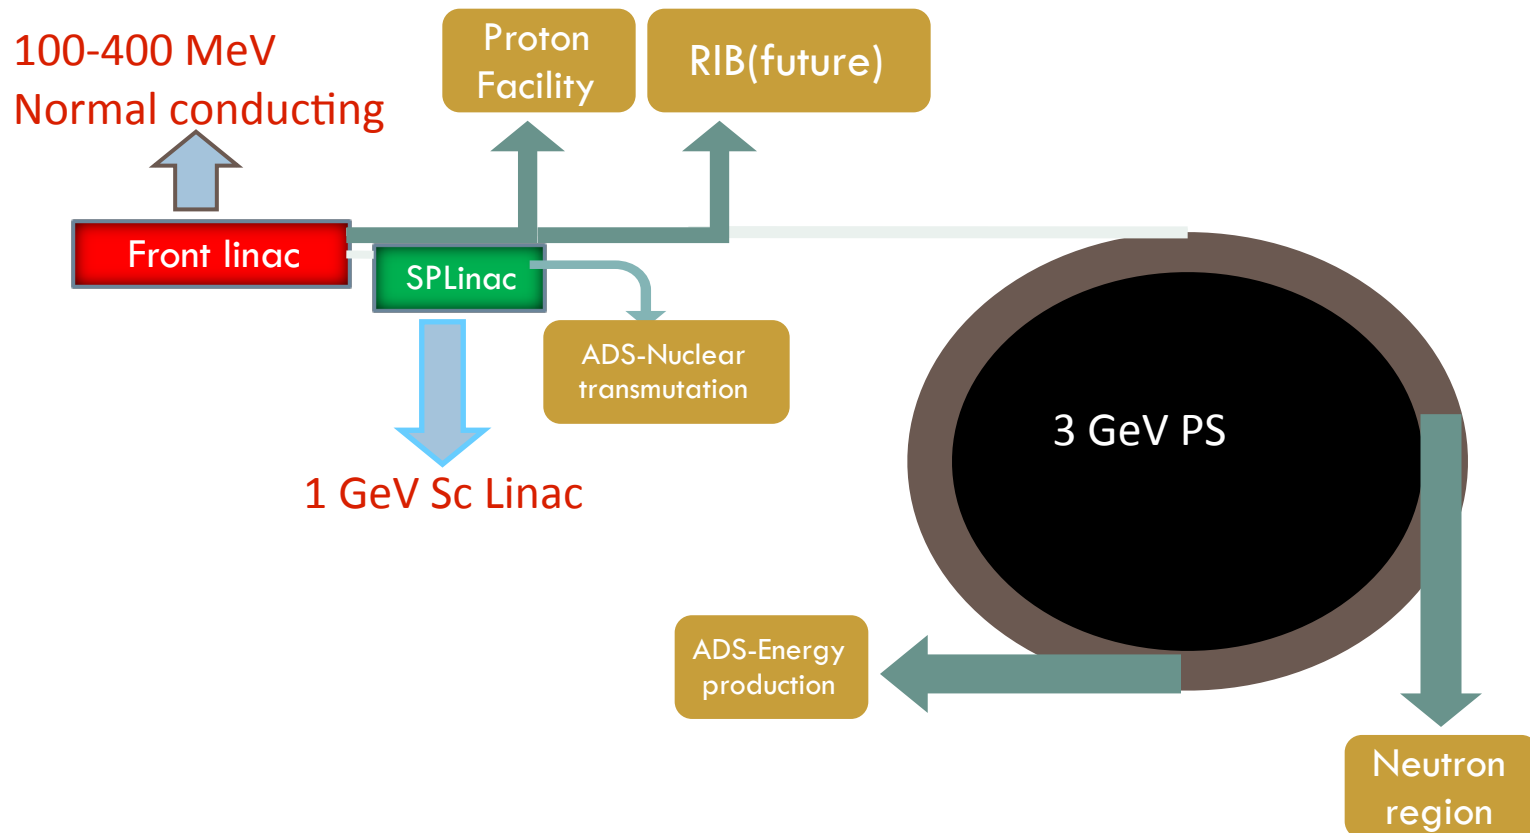 100-400 MeV
Normal conducting
Proton
Facility
RIB(future)
Front linac
SPLinac
ADS-Nuclear
transmutation
1 GeV Sc Linac
3 GeV PS
ADS-Energy
production
Neutron
region